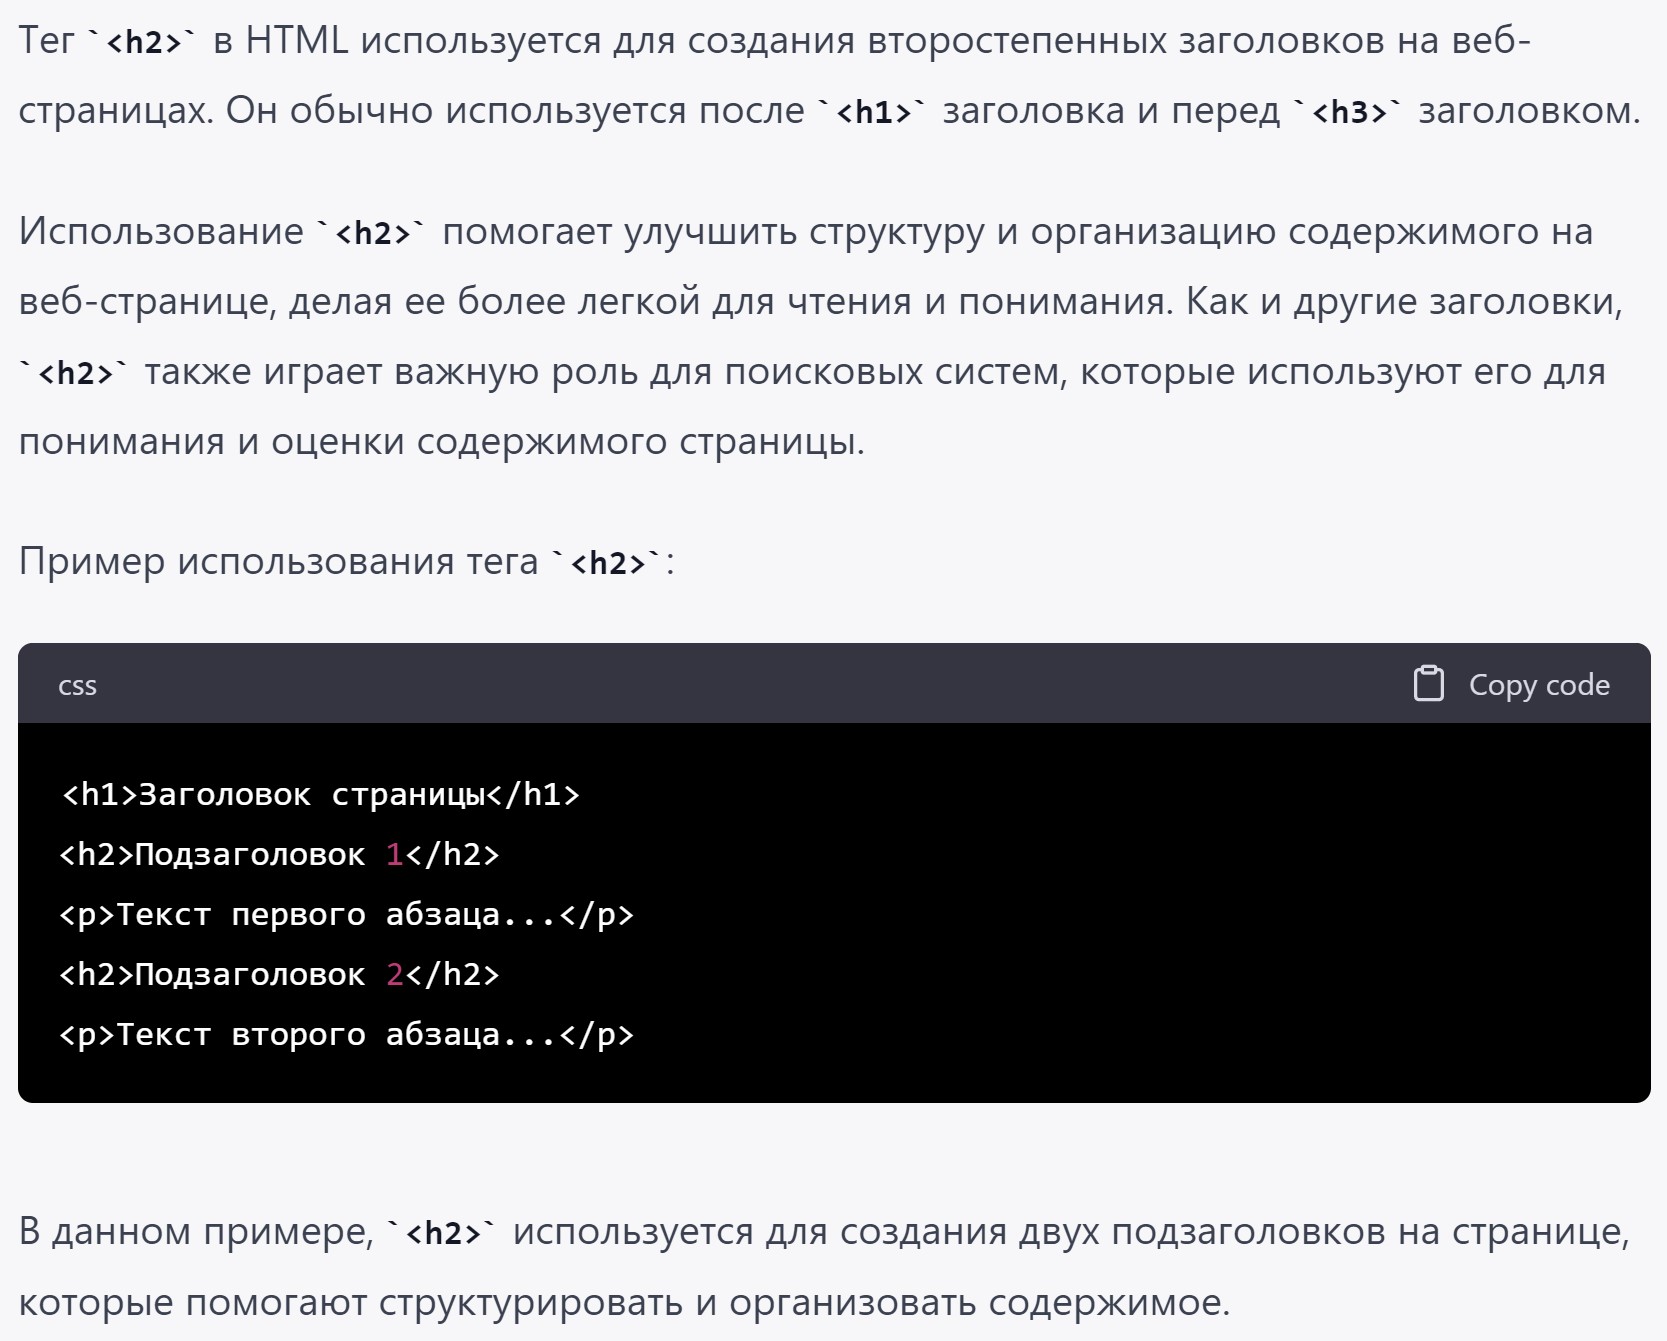 Тег `<h2>` в HTML используется для создания второстепенных заголовков на веб-
страницах. Он обычно используется после `<h1>` заголовка и перед `<h3>` заголовком.
Использование `<h2>` помогает улучшить структуру и организацию содержимого на
веб-странице, делая ее более легкой для чтения и понимания. Как и другие заголовки,
`<h2>` также играет важную роль для поисковых систем, которые используют его для
понимания и оценки содержимого страницы.
Пример использования тега `<h2>`:
css Copy code
<h1>Заголовок страницы</h1>
<h2>Подзаголовок 1</h2>
<p>Текст первого абзаца...</p>
<h2>Подзаголовок 2</h2>
<p>Текст второго абзаца...</p>
В данном примере, `<h2>` используется для создания двух подзаголовков на странице,
которые помогают структурировать и организовать содержимое.